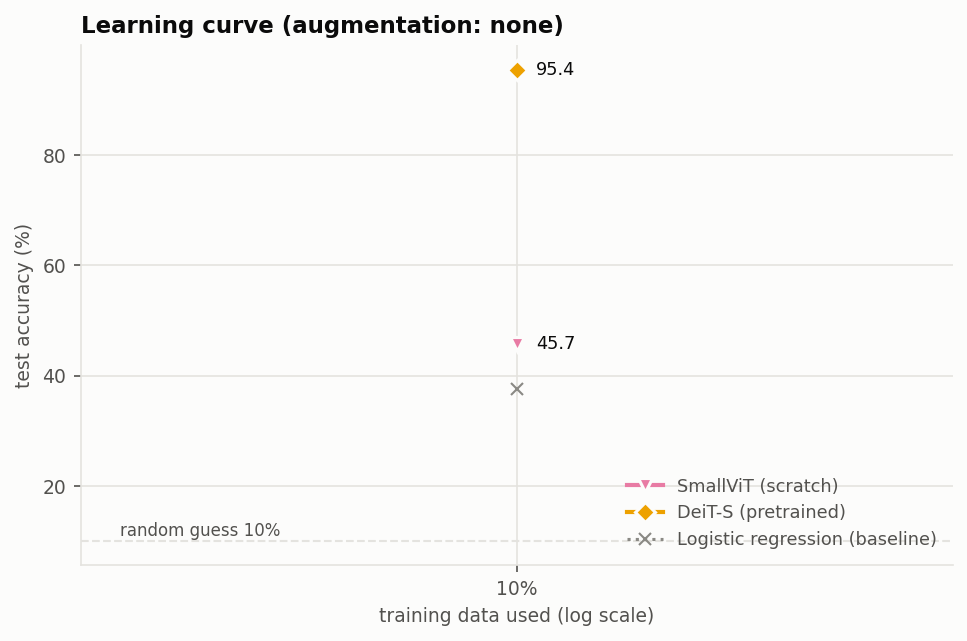 Learning curve (augmentation: none)
95.4
80
60
45.7
40
20
test accuracy (%)
random guess 10%
SmallViT (scratch)
DeiT-S (pretrained)
Logistic regression (baseline)
10%
training data used (log scale)